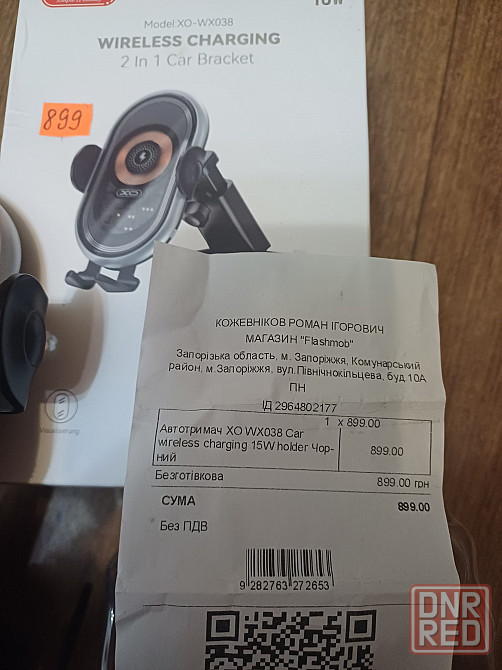 Model:XO-WX038
WIRELESS CHARGING
2 In 1 Car Bracket
899
XO
КОЖЕВНІКОВ РОМАН ІГОРОВИЧ
МАГАЗИН "Flashmob"
Запорізька область, м. Запоріжжя, Комунарський
район, м.Запоріжжя, вул.Північнокільцева, буд.10А
ПН
ІД 2964802177
1 x 899.00
Автотримач XO WX038 Car
wireless charging 15W holder Чор-
ний
899.00
Безготівкова 899.00 грн
СУМА 899.00
Без ПДВ
9 282763 272653
DNR
RED